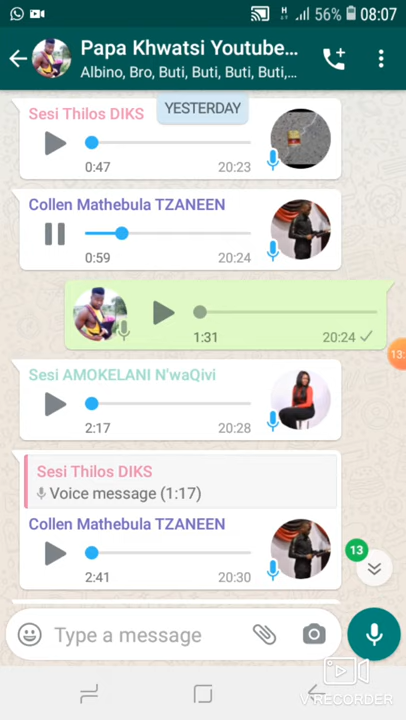 56% 08:07
Papa Khwatsi Youtube...
Albino, Bro, Buti, Buti, Buti, Buti,...
YESTERDAY
Sesi Thilos DIKS
0:47 20:23
Collen Mathebula TZANEEN
0:59 20:24
1:31 20:24
Sesi AMOKELANI N'waQivi
2:17 20:28
Sesi Thilos DIKS
Voice message (1:17)
Collen Mathebula TZANEEN
13
2:41 20:30
Type a message
V RECORDER